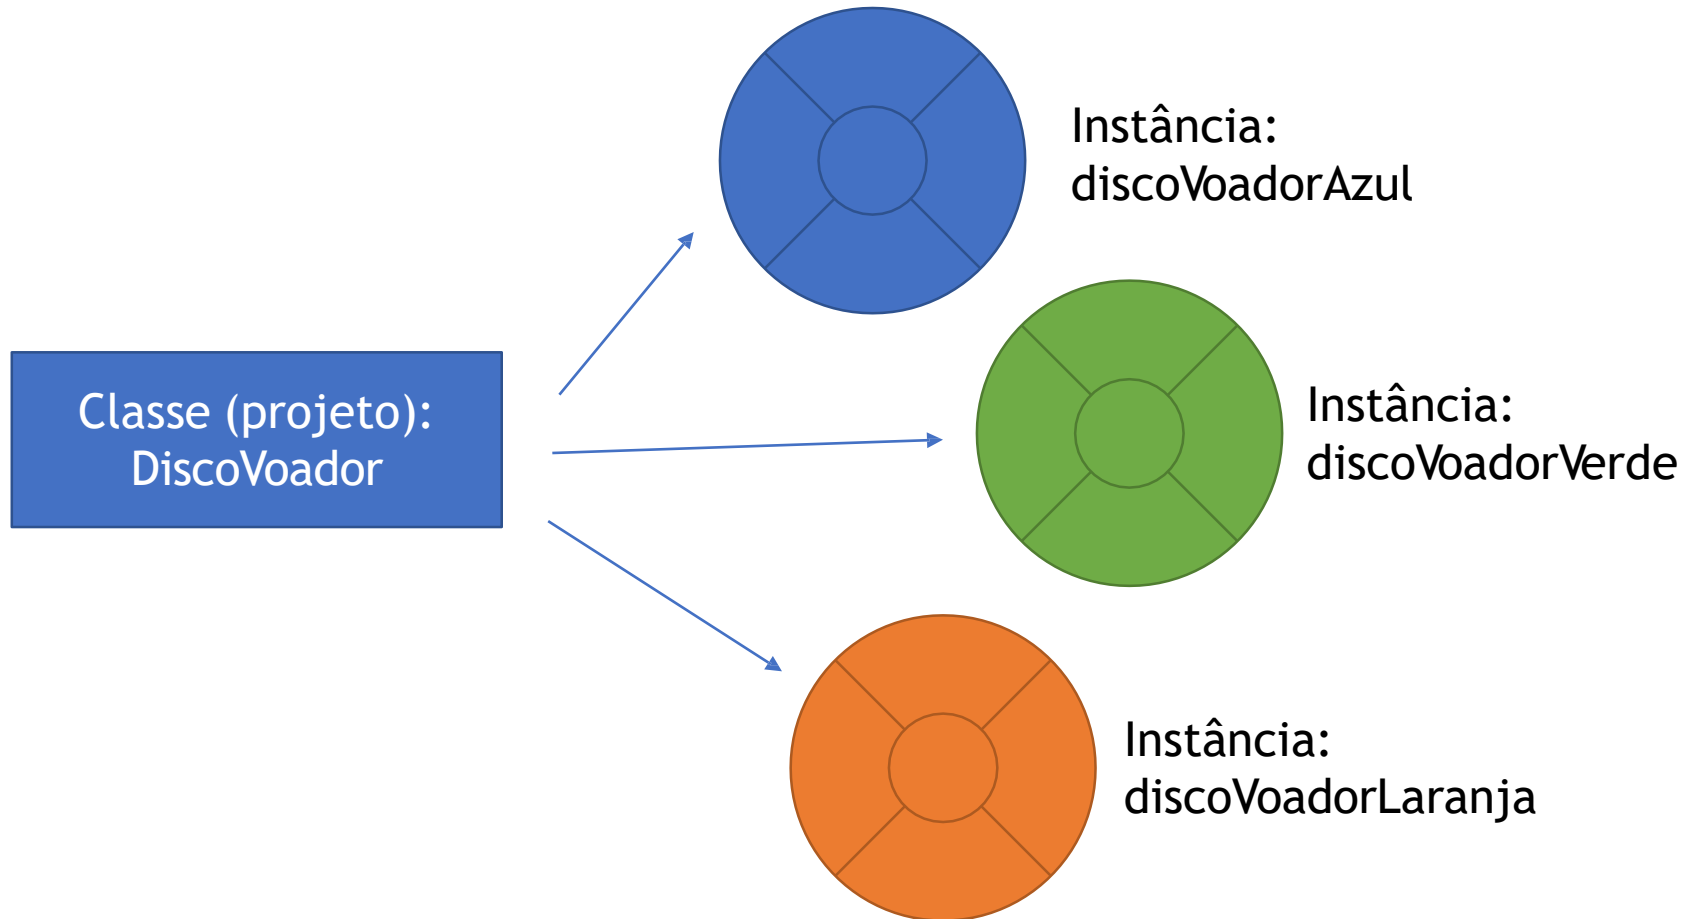 Instância:
discoVoadorAzul
Classe (projeto):
DiscoVoador
Instância:
discoVoadorVerde
Instância:
discoVoadorLaranja